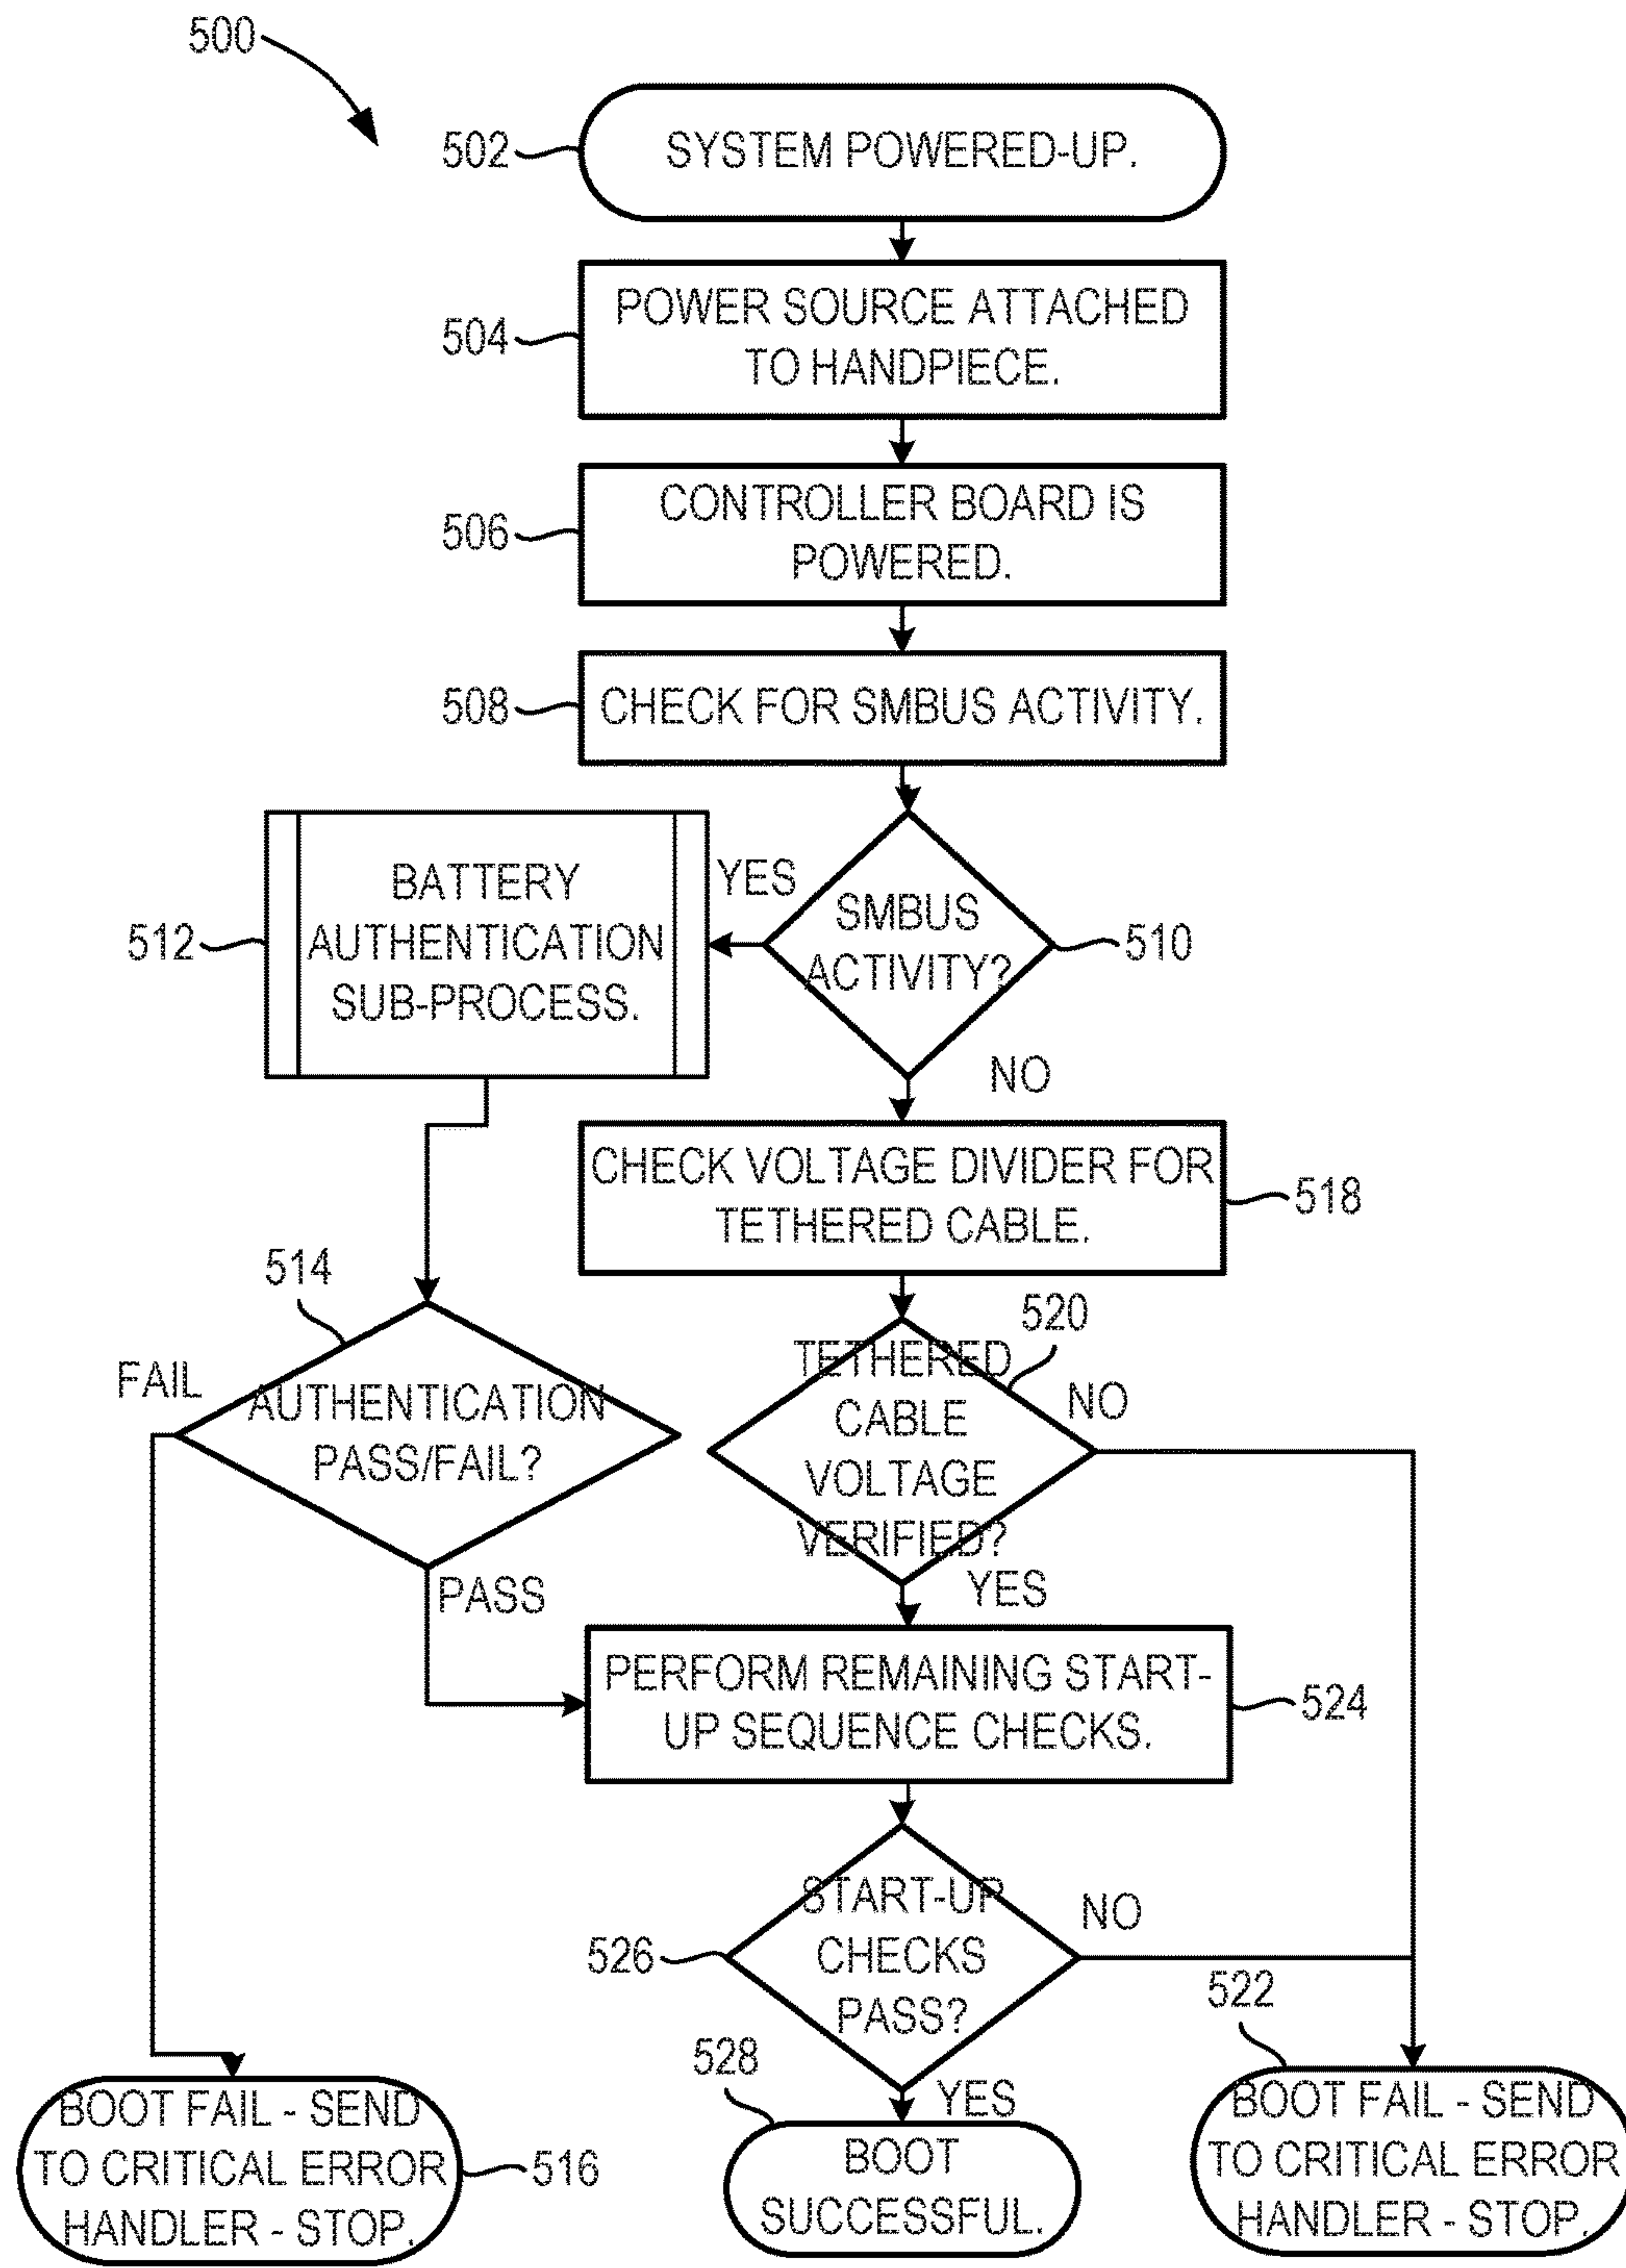 500
502
SYSTEM POWERED-UP.
504
POWER SOURCE ATTACHED
TO HANDPIECE.
506
CONTROLLER BOARD IS
POWERED.
508
CHECK FOR SMBUS ACTIVITY.
512
BATTERY
AUTHENTICATION
SUB-PROCESS.
YES
SMBUS
ACTIVITY?
510
NO
CHECK VOLTAGE DIVIDER FOR
TETHERED CABLE.
518
514
FAIL
AUTHENTICATION
PASS/FAIL?
PASS
520
TETHERED
CABLE
VOLTAGE
VERIFIED?
NO
YES
PERFORM REMAINING START-
UP SEQUENCE CHECKS.
524
526
START-UP
CHECKS
PASS?
NO
YES
522
528
BOOT FAIL - SEND
TO CRITICAL ERROR
HANDLER - STOP.
516
BOOT
SUCCESSFUL.
BOOT FAIL - SEND
TO CRITICAL ERROR
HANDLER - STOP.